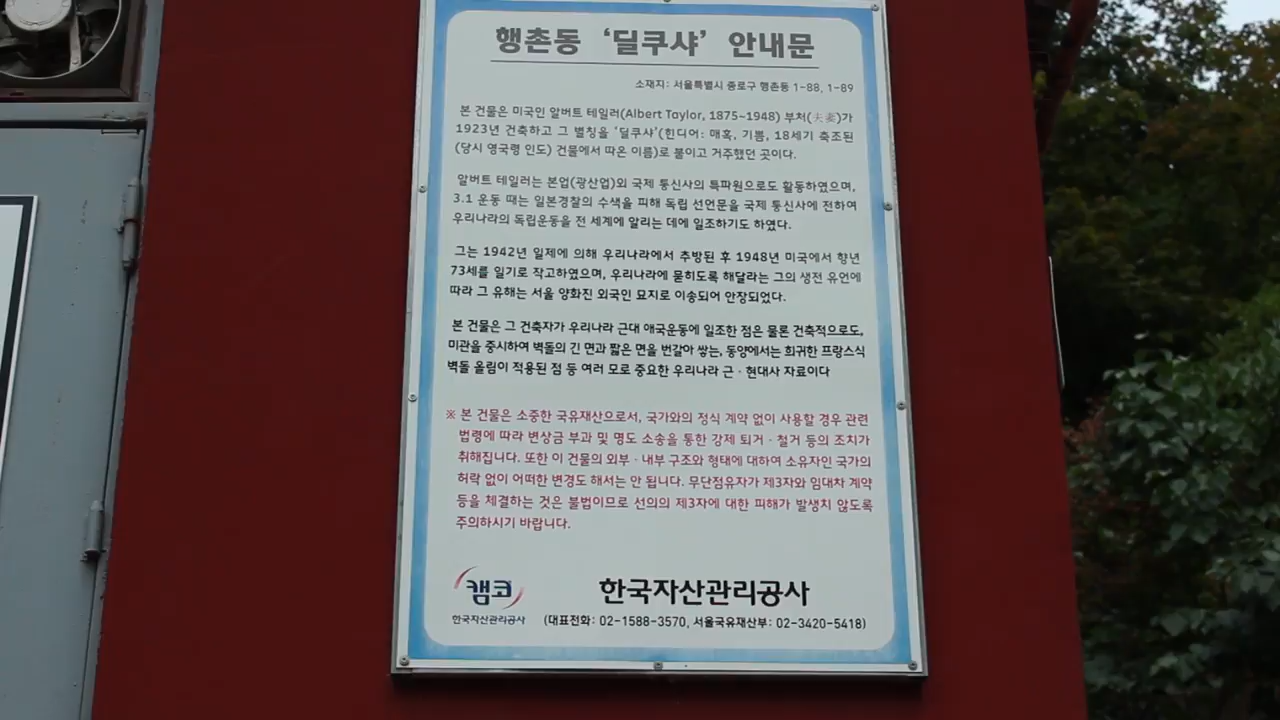 행촌동 '딜쿠샤' 안내문
소재지: 서울특별시 종로구 행촌동 1-88, 1-89
본 건물은 미국인 알버트 테일러(Albert Taylor, 1875~1948) 부처(夫妻)가
1923년 건축하고 그 별칭을 '딜쿠샤'(힌디어: 매혹, 기쁨, 18세기 축조된
(당시 영국령 인도) 건물에서 따온 이름)로 붙이고 거주했던 곳이다.
알버트 테일러는 본업(광산업)외 국제 통신사의 특파원으로도 활동하였으며,
3.1 운동 때는 일본경찰의 수색을 피해 독립 선언문을 국제 통신사에 전하여
우리나라의 독립운동을 전 세계에 알리는 데에 일조하기도 하였다.
그는 1942년 일제에 의해 우리나라에서 추방된 후 1948년 미국에서 향년
73세를 일기로 작고하였으며, 우리나라에 묻히도록 해달라는 그의 생전 유언에
따라 그 유해는 서울 양화진 외국인 묘지로 이송되어 안장되었다.
본 건물은 그 건축자가 우리나라 근대 애국운동에 일조한 점은 물론 건축적으로도,
미관을 중시하여 벽돌의 긴 면과 짧은 면을 번갈아 쌓는, 동양에서는 희귀한 프랑스식
벽돌 올림이 적용된 점 등 여러 모로 중요한 우리나라 근·현대사 자료이다
※ 본 건물은 소중한 국유재산으로서, 국가와의 정식 계약 없이 사용할 경우 관련
법령에 따라 변상금 부과 및 명도 소송을 통한 강제 퇴거·철거 등의 조치가
취해집니다. 또한 이 건물의 외부·내부 구조와 형태에 대하여 소유자인 국가의
허락 없이 어떠한 변경도 해서는 안 됩니다. 무단점유자가 제3자와 임대차 계약
등을 체결하는 것은 불법이므로 선의의 제3자에 대한 피해가 발생치 않도록
주의하시기 바랍니다.
캠코
한국자산관리공사
한국자산관리공사
(대표전화: 02-1588-3570, 서울국유재산부: 02-3420-5418)